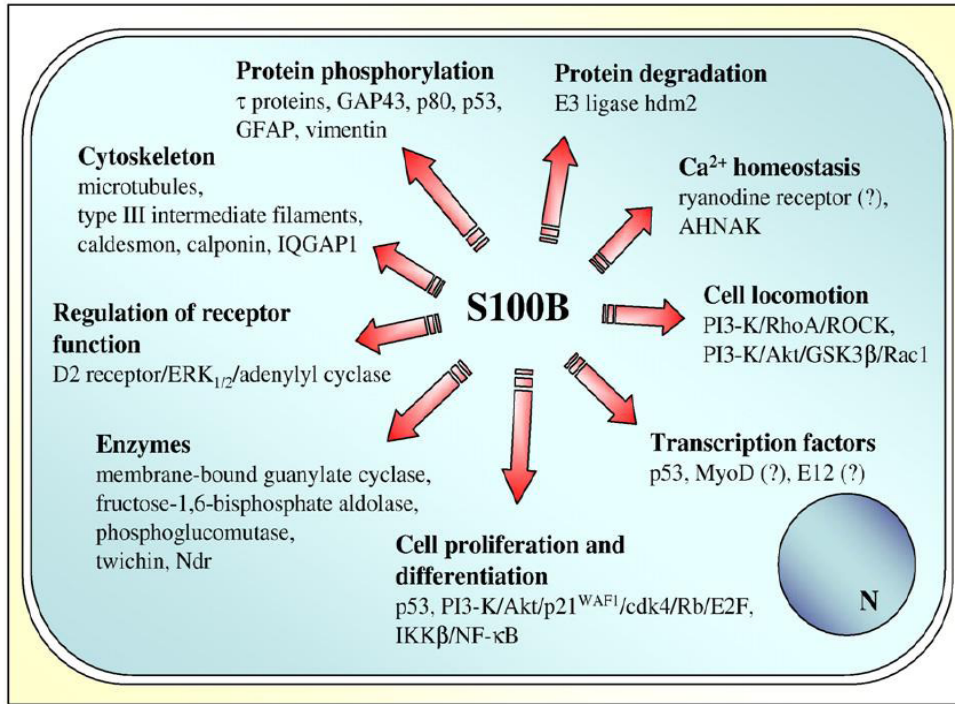 Protein phosphorylation
τ proteins, GAP43, p80, p53,
GFAP, vimentin
Protein degradation
E3 ligase hdm2
Cytoskeleton
microtubules,
type III intermediate filaments,
caldesmon, calponin, IQGAP1
Ca²⁺ homeostasis
ryanodine receptor (?),
AHNAK
S100B
Cell locomotion
PI3-K/RhoA/ROCK,
PI3-K/Akt/GSK3β/Rac1
Regulation of receptor
function
D2 receptor/ERK₁/₂/adenylyl cyclase
Enzymes
membrane-bound guanylate cyclase,
fructose-1,6-bisphosphate aldolase,
phosphoglucomutase,
twichin, Ndr
Transcription factors
p53, MyoD (?), E12 (?)
Cell proliferation and
differentiation
p53, PI3-K/Akt/p21ᵂᴬᶠ¹/cdk4/Rb/E2F,
IKKβ/NF-κB
N